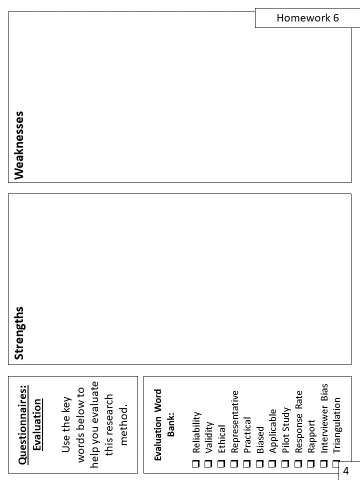 Homework 6
Questionnaires:
Evaluation
Use the key
words below to
help you evaluate
this research
method.
Evaluation Word
Bank:
Reliability
Validity
Ethical
Representative
Practical
Biased
Applicable
Pilot Study
Response Rate
Rapport
Interviewer Bias
Triangulation
Strengths
Weaknesses
4